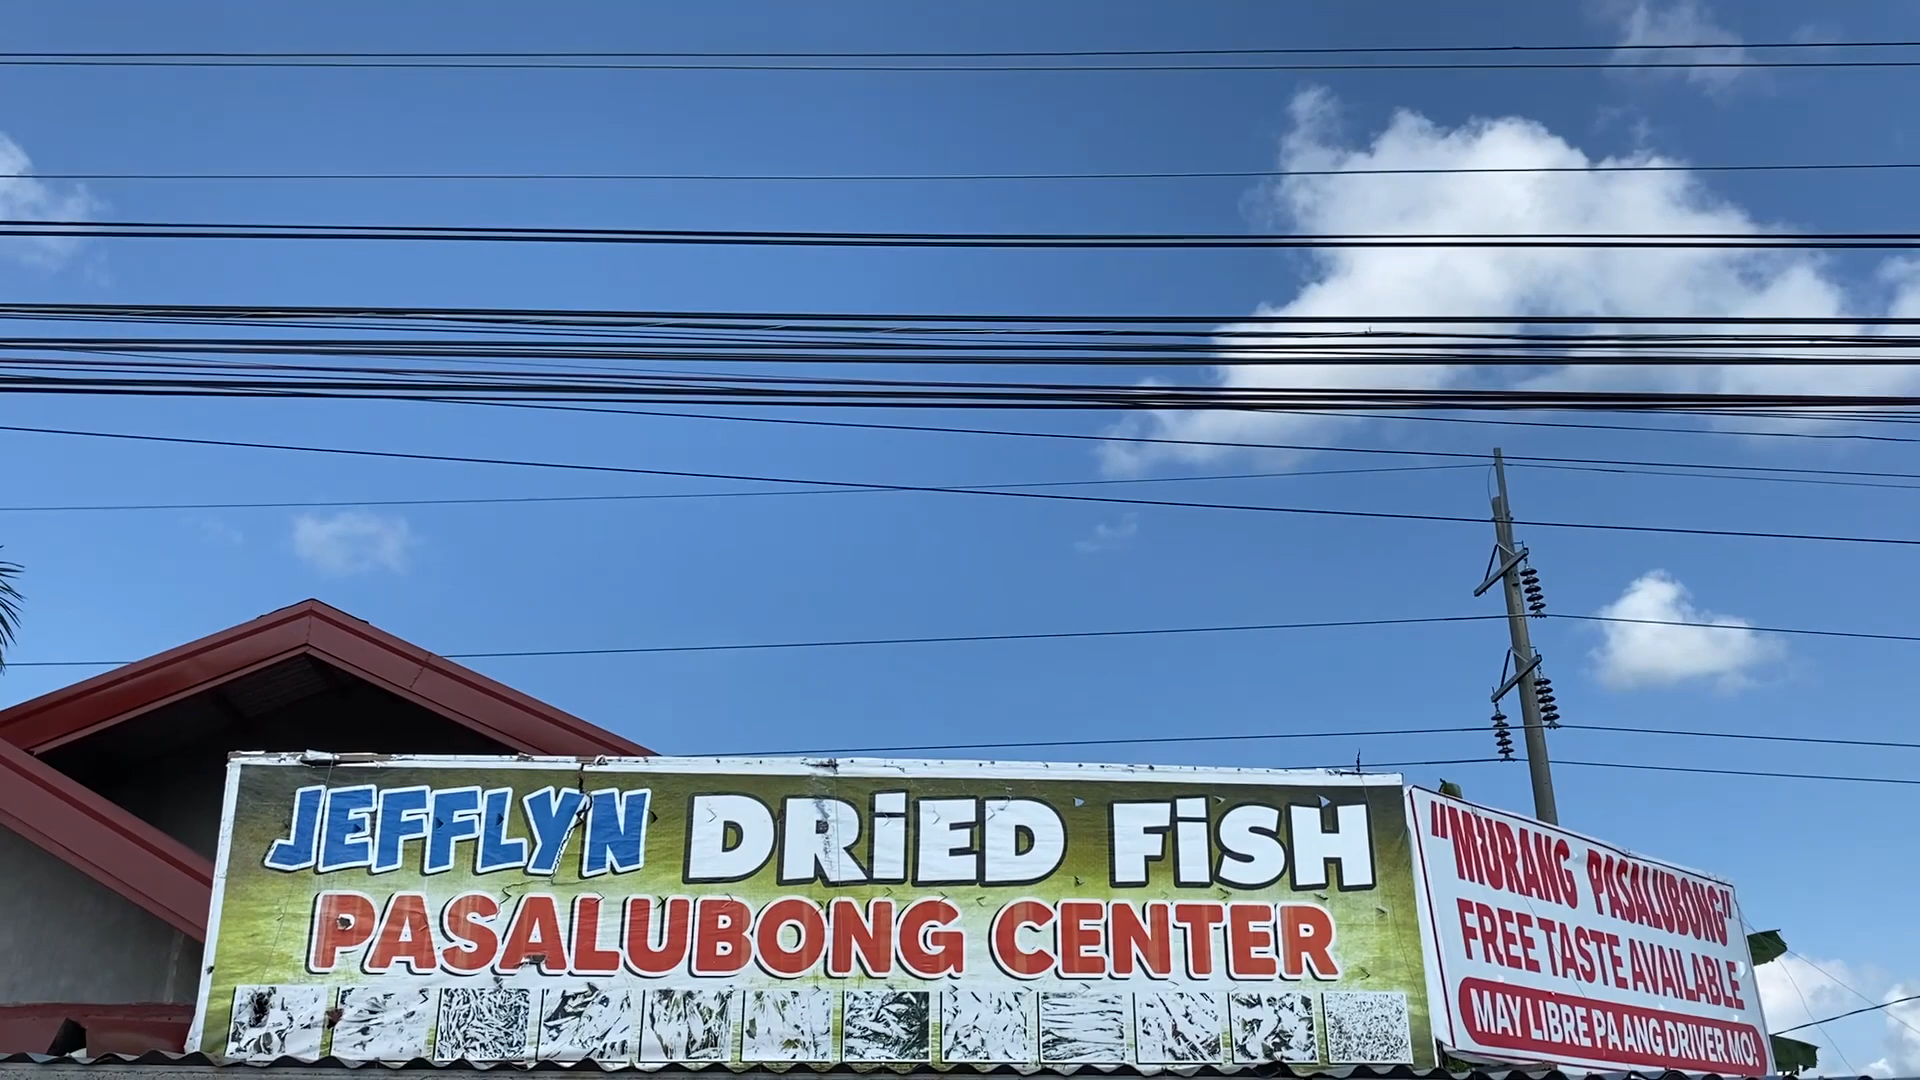 JEFFLYN DRiED FiSH
PASALUBONG CENTER
"MURANG PASALUBONG"
FREE TASTE AVAILABLE
MAY LIBRE PA ANG DRIVER MO!